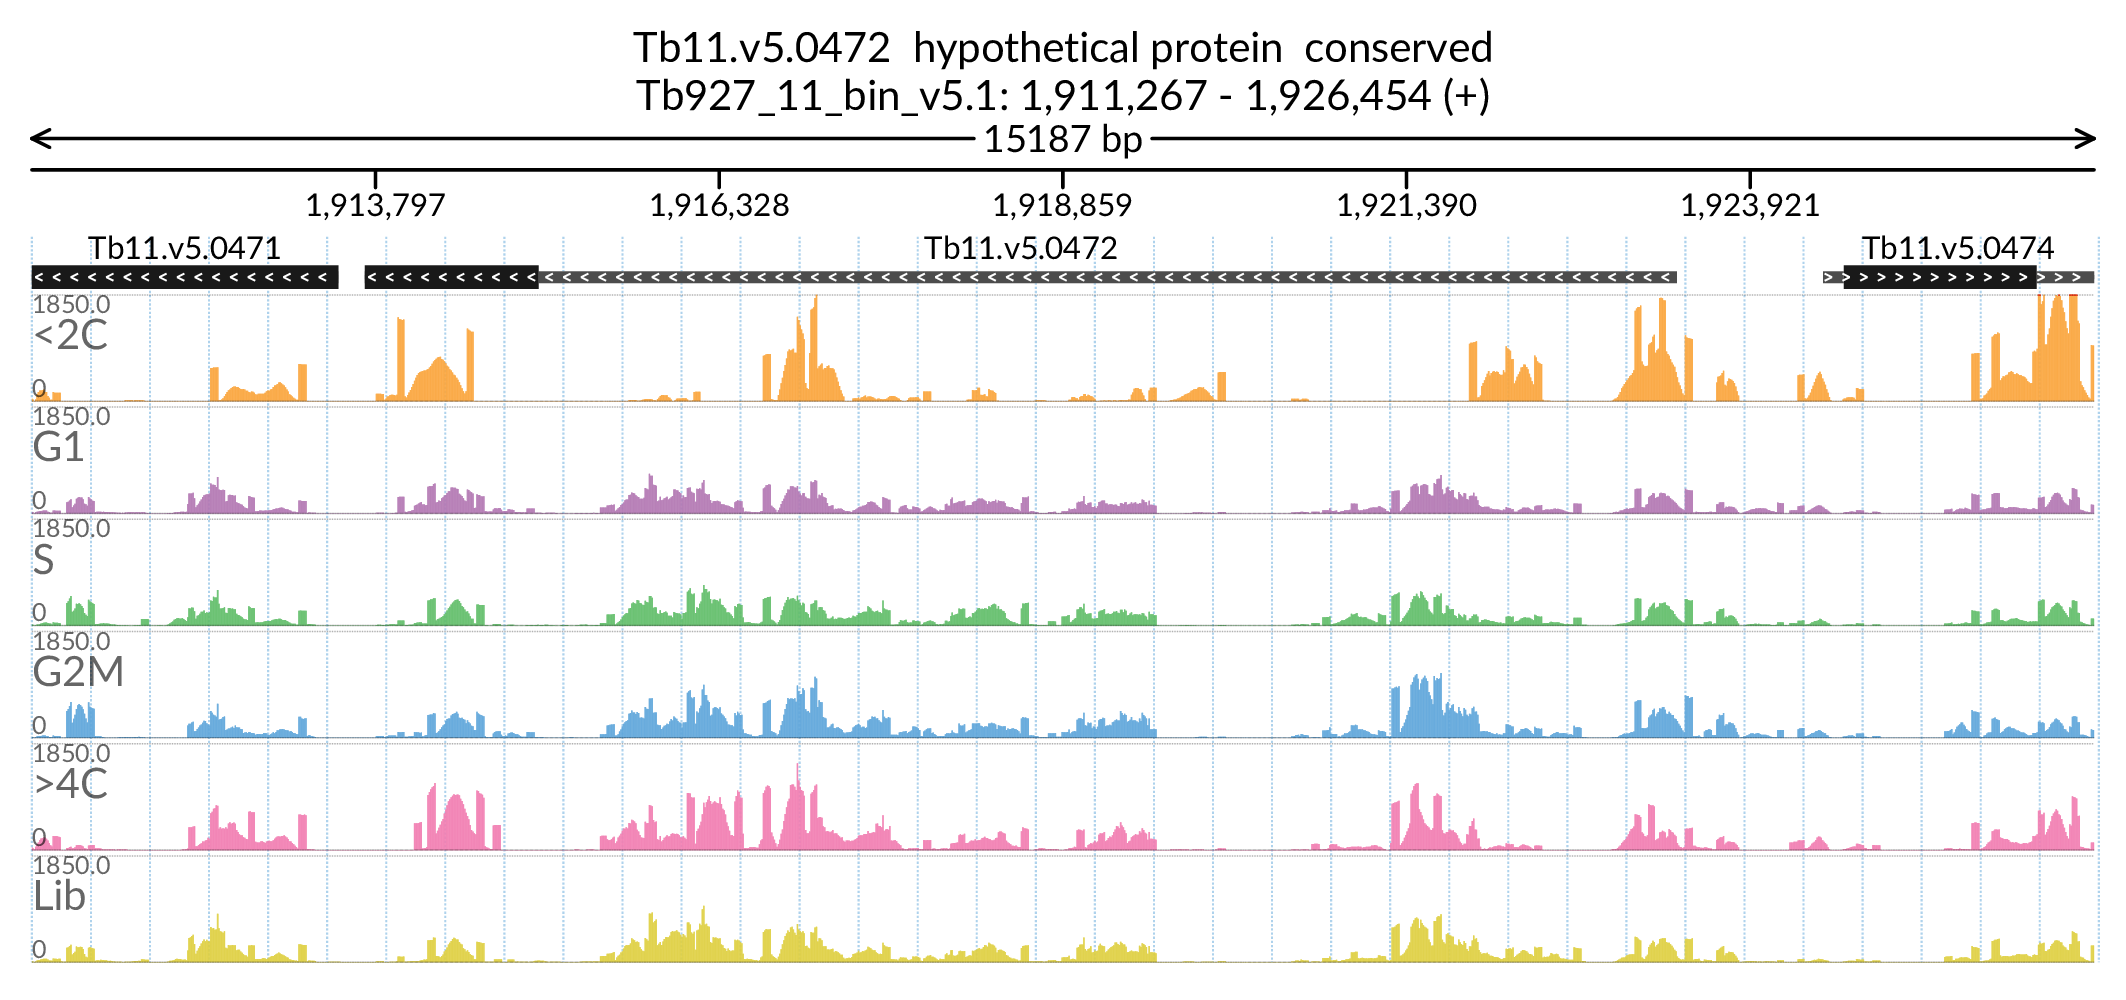 Tb11.v5.0472 hypothetical protein conserved
Tb927_11_bin_v5.1: 1,911,267 - 1,926,454 (+)
15187 bp
1,913,797 1,916,328 1,918,859 1,921,390 1,923,921
Tb11.v5.0471 Tb11.v5.0472 Tb11.v5.0474
1850.0
<2C
0
1850.0
G1
0
1850.0
S
0
1850.0
G2M
0
1850.0
>4C
0
1850.0
Lib
0